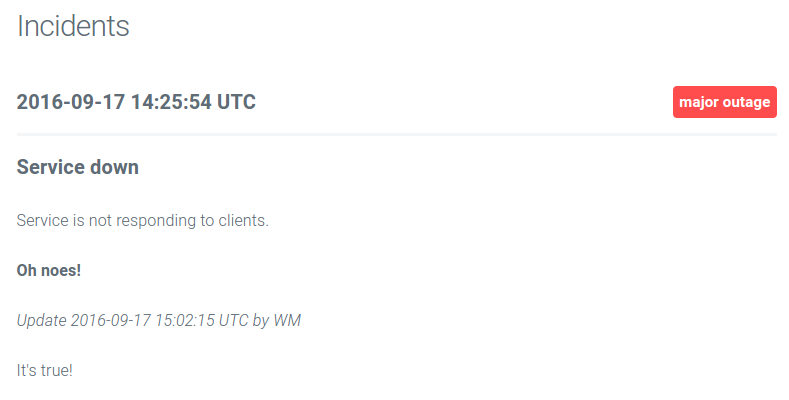 Incidents
2016-09-17 14:25:54 UTC
major outage
Service down
Service is not responding to clients.
Oh noes!
Update 2016-09-17 15:02:15 UTC by WM
It's true!